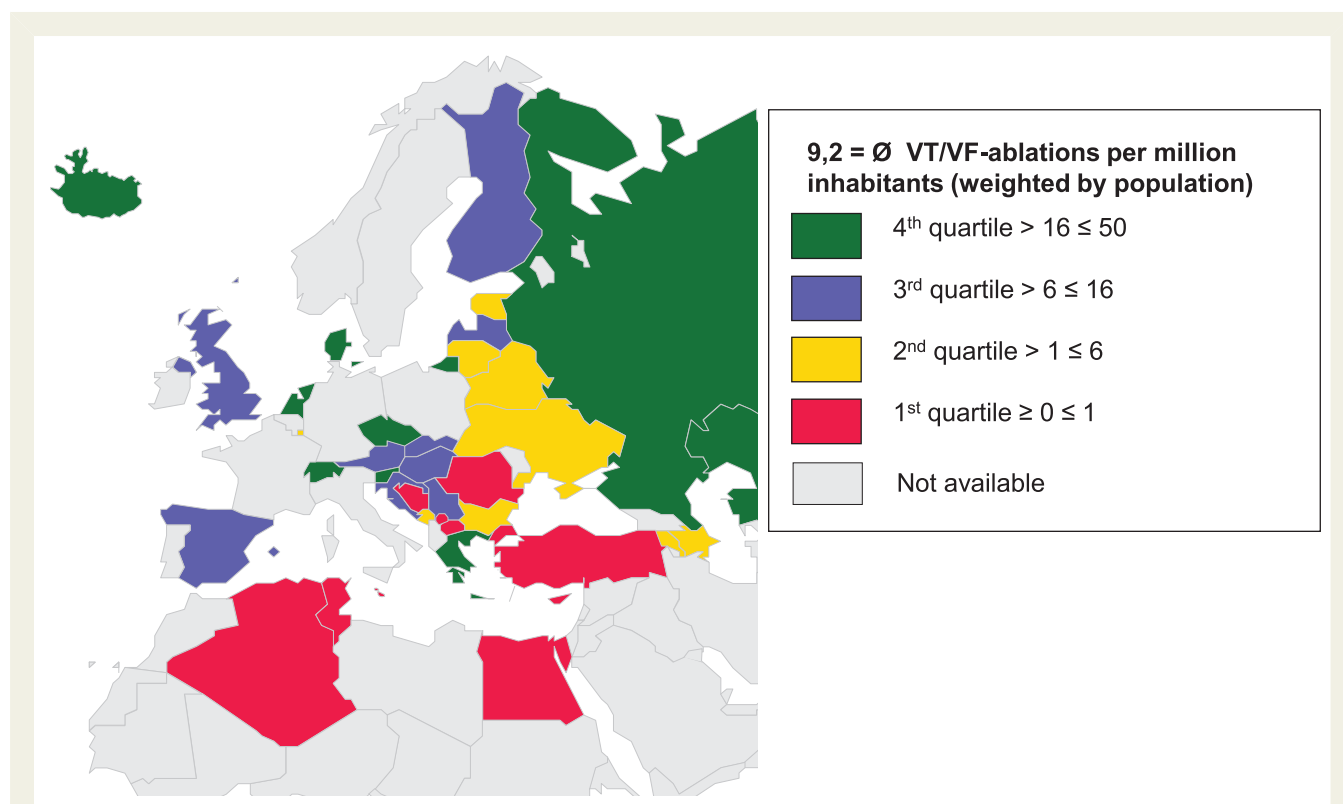 9,2 = Ø VT/VF-ablations per million
inhabitants (weighted by population)
4th quartile > 16 ≤ 50
3rd quartile > 6 ≤ 16
2nd quartile > 1 ≤ 6
1st quartile ≥ 0 ≤ 1
Not available